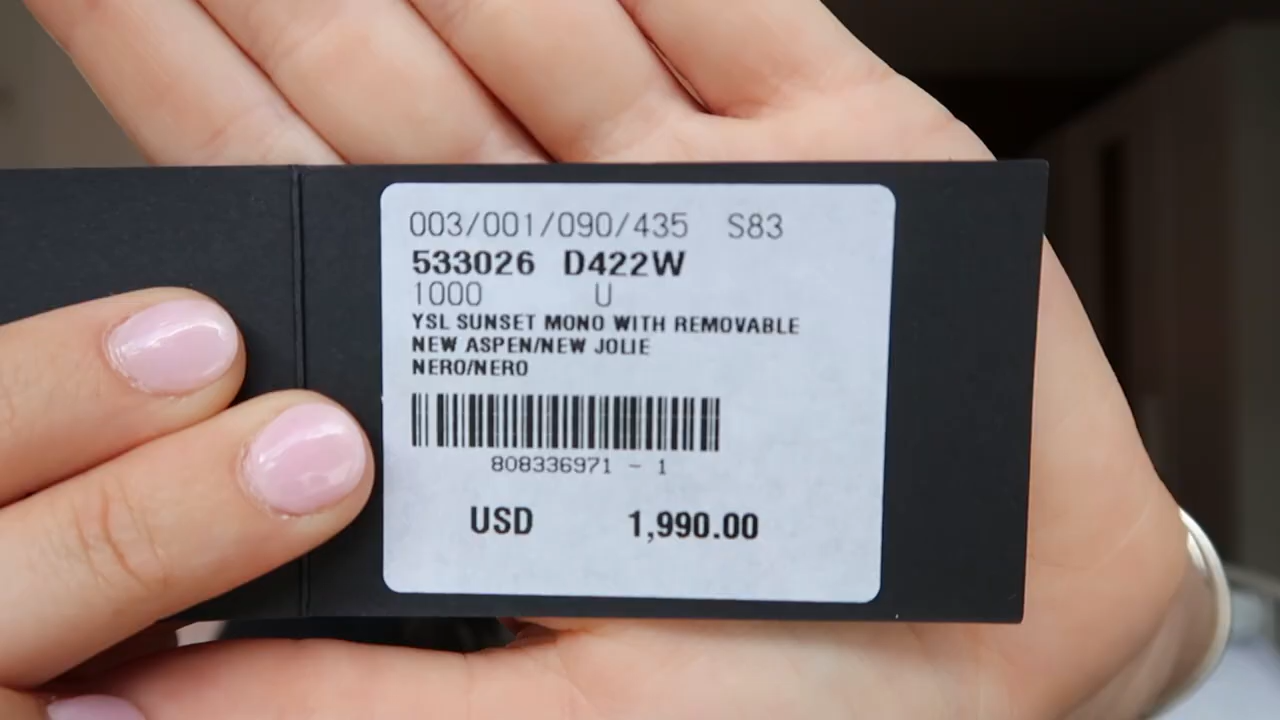 003/001/090/435 S83
533026 D422W
1000 U
YSL SUNSET MONO WITH REMOVABLE
NEW ASPEN/NEW JOLIE
NERO/NERO
808336971 - 1
USD 1,990.00